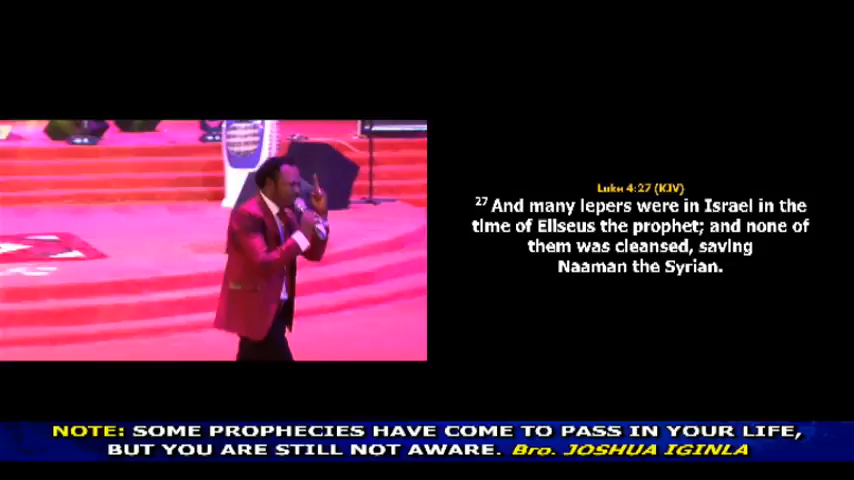 Luke 4:27 (KJV)
27 And many lepers were in Israel in the
time of Eliseus the prophet; and none of
them was cleansed, saving
Naaman the Syrian.
NOTE: SOME PROPHECIES HAVE COME TO PASS IN YOUR LIFE,
BUT YOU ARE STILL NOT AWARE. Bro. JOSHUA IGINLA